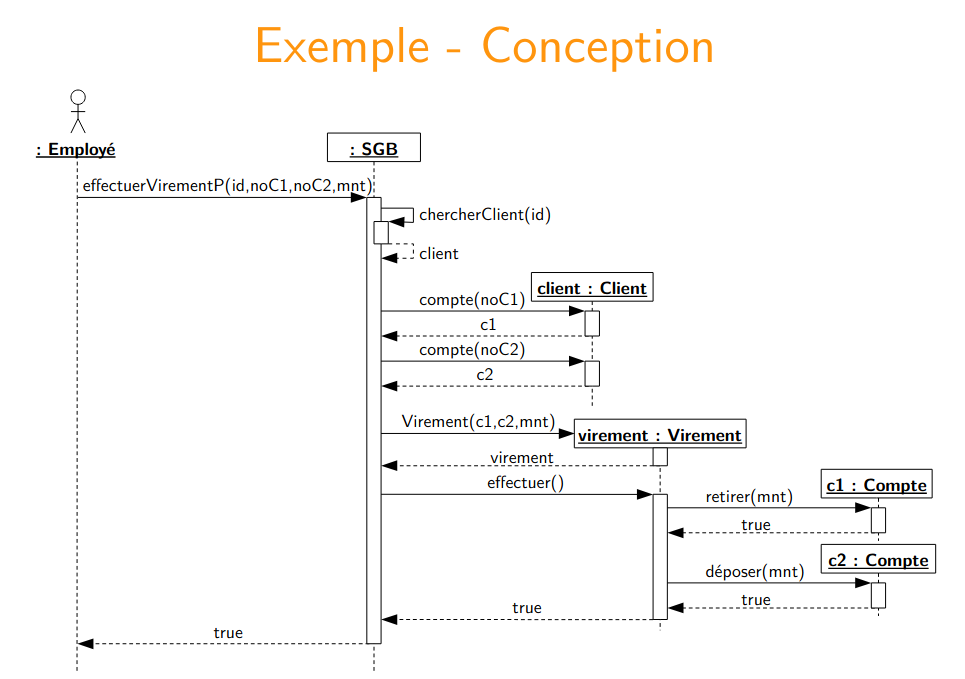 Exemple - Conception
: Employé
: SGB
effectuerVirementP(id,noC1,noC2,mnt)
chercherClient(id)
client
client : Client
compte(noC1)
c1
compte(noC2)
c2
Virement(c1,c2,mnt)
virement : Virement
virement
effectuer()
c1 : Compte
retirer(mnt)
true
c2 : Compte
déposer(mnt)
true
true
true